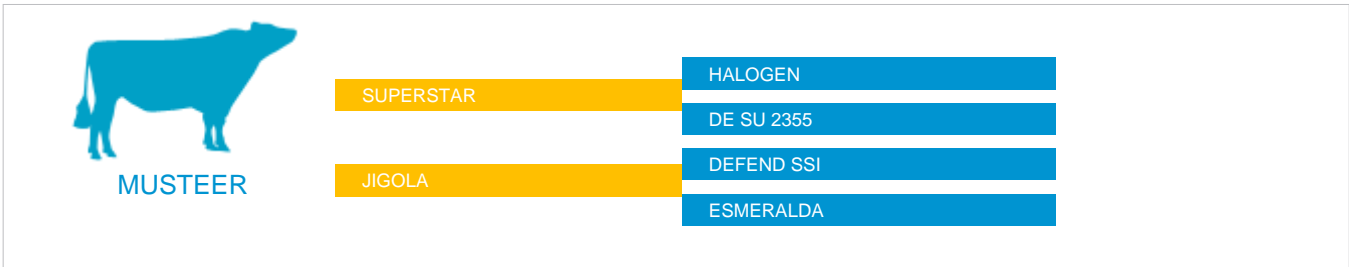 MUSTEER
SUPERSTAR
JIGOLA
HALOGEN
DE SU 2355
DEFEND SSI
ESMERALDA